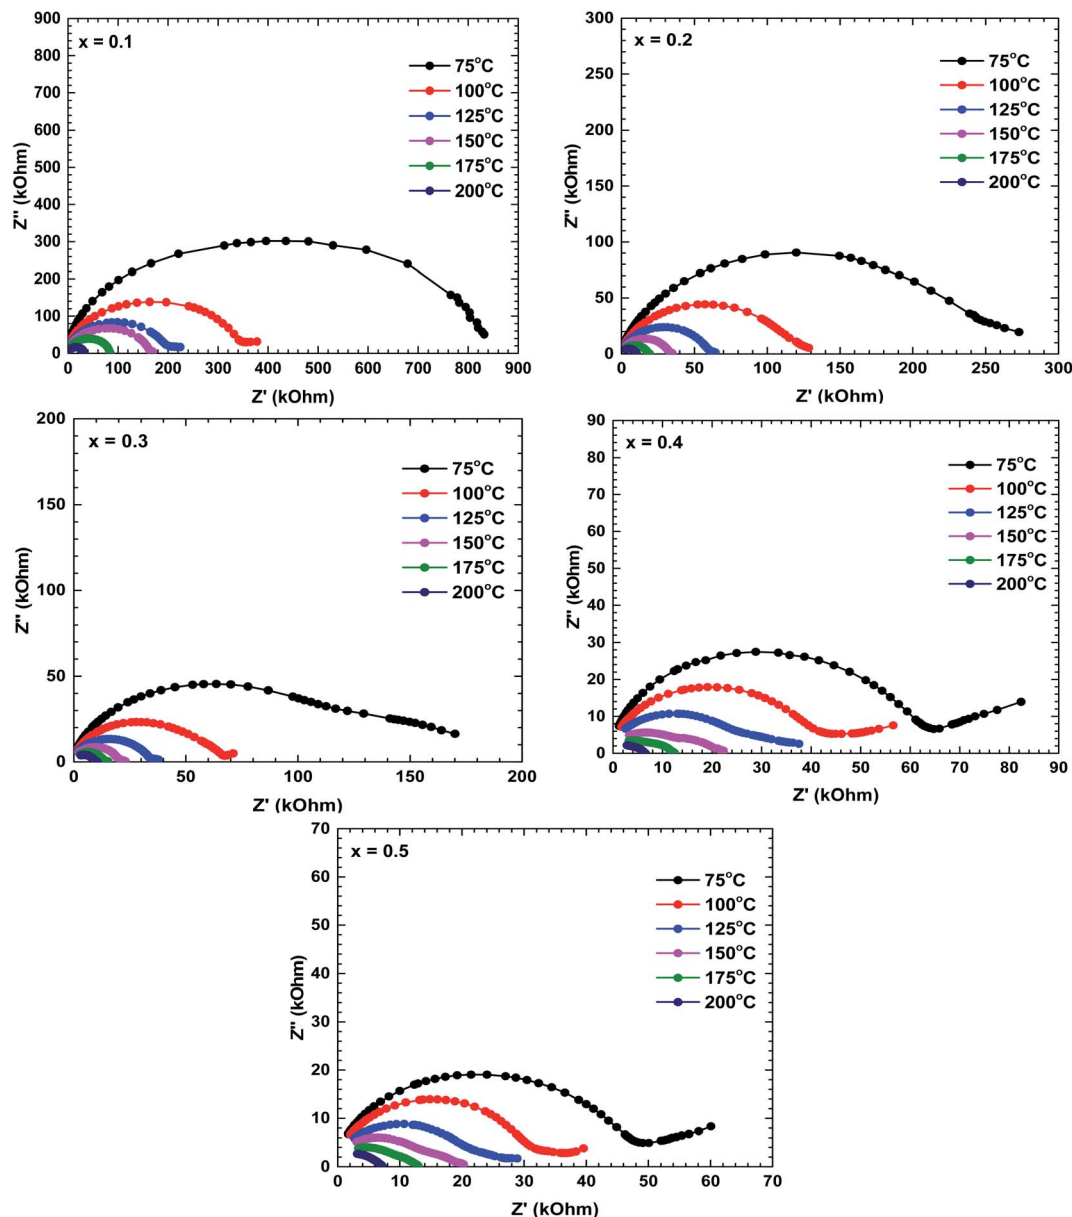 x = 0.1
75°C
100°C
125°C
150°C
175°C
200°C
900
800
700
600
500
400
300
200
100
0
Z'' (kOhm)
0 100 200 300 400 500 600 700 800 900
Z' (kOhm)
x = 0.2
75°C
100°C
125°C
150°C
175°C
200°C
300
250
200
150
100
50
0
Z'' (kOhm)
0 50 100 150 200 250 300
Z' (kOhm)
x = 0.3
75°C
100°C
125°C
150°C
175°C
200°C
200
150
100
50
0
Z'' (kOhm)
0 50 100 150 200
Z' (kOhm)
x = 0.4
75°C
100°C
125°C
150°C
175°C
200°C
90
80
70
60
50
40
30
20
10
0
Z'' (kOhm)
0 10 20 30 40 50 60 70 80 90
Z' (kOhm)
x = 0.5
75°C
100°C
125°C
150°C
175°C
200°C
70
60
50
40
30
20
10
0
Z'' (kOhm)
0 10 20 30 40 50 60 70
Z' (kOhm)